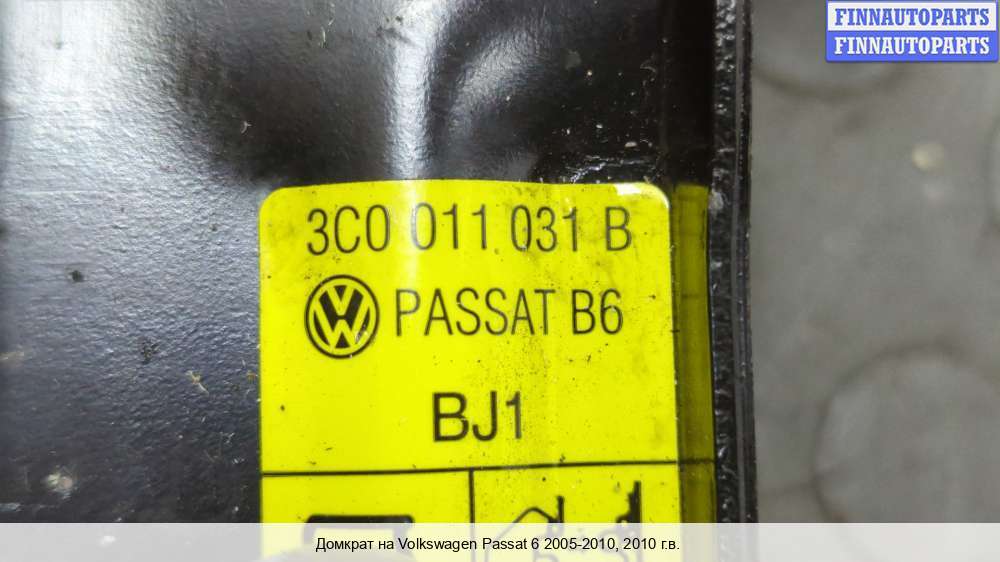 FINNAUTOPARTS
FINNAUTOPARTS
3C0 011 031 B
PASSAT B6
BJ1
Домкрат на Volkswagen Passat 6 2005-2010, 2010 г.в.